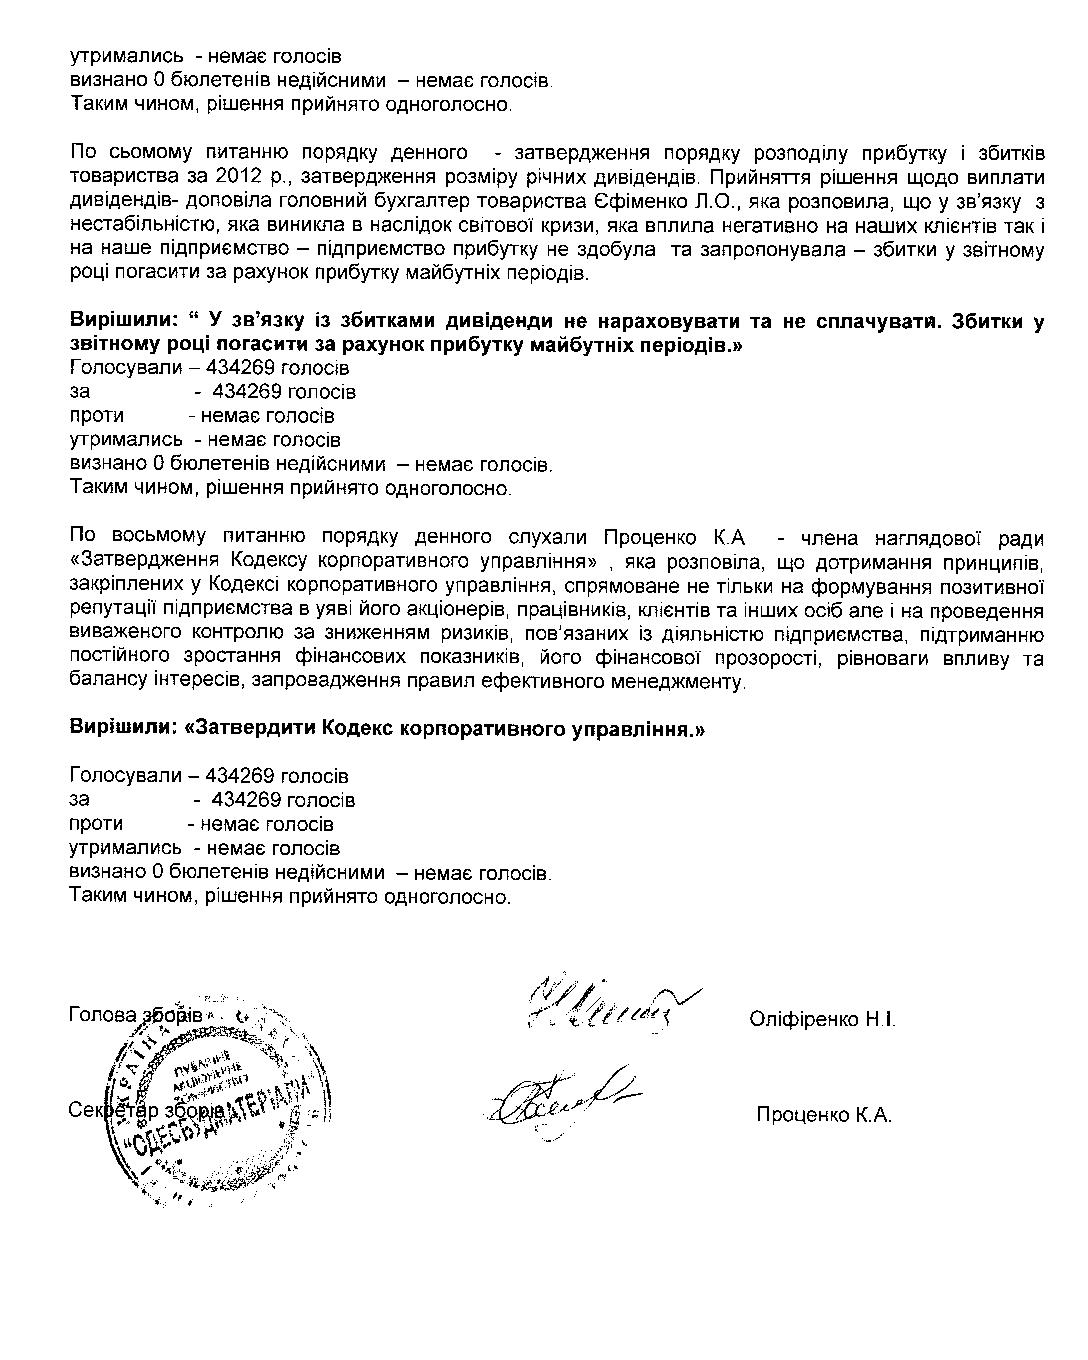 утримались - немає голосів
визнано 0 бюлетенів недійсними – немає голосів.
Таким чином, рішення прийнято одноголосно.
По сьомому питанню порядку денного - затвердження порядку розподілу прибутку і збитків
товариства за 2012 р., затвердження розміру річних дивідендів. Прийняття рішення щодо виплати
дивідендів- доповіла головний бухгалтер товариства Єфіменко Л.О., яка розповила, що у зв’язку з
нестабільністю, яка виникла в наслідок світової кризи, яка вплила негативно на наших клієнтів так і
на наше підприємство – підприємство прибутку не здобула та запропонувала – збитки у звітному
році погасити за рахунок прибутку майбутніх періодів.
Вирішили: “ У зв’язку із збитками дивіденди не нараховувати та не сплачувати. Збитки у
звітному році погасити за рахунок прибутку майбутніх періодів.»
Голосували – 434269 голосів
за - 434269 голосів
проти - немає голосів
утримались - немає голосів
визнано 0 бюлетенів недійсними – немає голосів.
Таким чином, рішення прийнято одноголосно.
По восьмому питанню порядку денного слухали Проценко К.А - члена наглядової ради
«Затвердження Кодексу корпоративного управління» , яка розповіла, що дотримання принципів,
закріплених у Кодексі корпоративного управління, спрямоване не тільки на формування позитивної
репутації підприємства в уяві його акціонерів, працівників, клієнтів та інших осіб але і на проведення
виваженого контролю за зниженням ризиків, пов’язаних із діяльністю підприємства, підтриманню
постійного зростання фінансових показників, його фінансової прозорості, рівноваги впливу та
балансу інтересів, запровадження правил ефективного менеджменту.
Вирішили: «Затвердити Кодекс корпоративного управління.»
Голосували – 434269 голосів
за - 434269 голосів
проти - немає голосів
утримались - немає голосів
визнано 0 бюлетенів недійсними – немає голосів.
Таким чином, рішення прийнято одноголосно.
Голова зборів
Оліфіренко Н.І.
УКРАЇНА
ПУБЛІЧНЕ
АКЦІОНЕРНЕ
ТОВАРИСТВО
"ОДЕСБУДМАТЕРІАЛИ"
Секретар зборів
Проценко К.А.